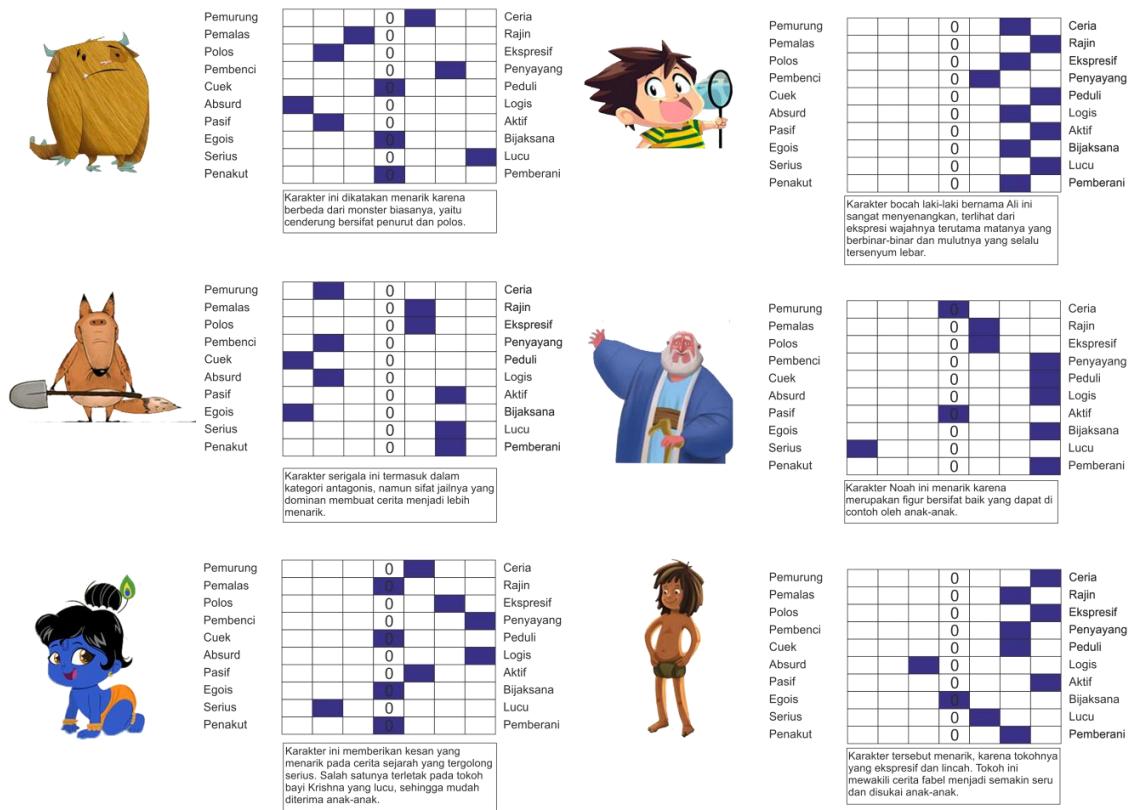 Pemurung 0 Ceria
Pemalas 0 Rajin
Polos 0 Ekspresif
Pembenci 0 Penyayang
Cuek 0 Peduli
Absurd 0 Logis
Pasif 0 Aktif
Egois 0 Bijaksana
Serius 0 Lucu
Penakut 0 Pemberani
Karakter ini dikatakan menarik karena
berbeda dari monster biasanya, yaitu
cenderung bersifat penurut dan polos.
Pemurung 0 Ceria
Pemalas 0 Rajin
Polos 0 Ekspresif
Pembenci 0 Penyayang
Cuek 0 Peduli
Absurd 0 Logis
Pasif 0 Aktif
Egois 0 Bijaksana
Serius 0 Lucu
Penakut 0 Pemberani
Karakter bocah laki-laki bernama Ali ini
sangat menyenangkan, terlihat dari
ekspresi wajahnya terutama matanya yang
berbinar-binar dan mulutnya yang selalu
tersenyum lebar.
Pemurung 0 Ceria
Pemalas 0 Rajin
Polos 0 Ekspresif
Pembenci 0 Penyayang
Cuek 0 Peduli
Absurd 0 Logis
Pasif 0 Aktif
Egois 0 Bijaksana
Serius 0 Lucu
Penakut 0 Pemberani
Karakter serigala ini termasuk dalam
kategori antagonis, namun sifat jailnya yang
dominan membuat cerita menjadi lebih
menarik.
Pemurung 0 Ceria
Pemalas 0 Rajin
Polos 0 Ekspresif
Pembenci 0 Penyayang
Cuek 0 Peduli
Absurd 0 Logis
Pasif 0 Aktif
Egois 0 Bijaksana
Serius 0 Lucu
Penakut 0 Pemberani
Karakter Noah ini menarik karena
merupakan figur bersifat baik yang dapat di
contoh oleh anak-anak.
Pemurung 0 Ceria
Pemalas 0 Rajin
Polos 0 Ekspresif
Pembenci 0 Penyayang
Cuek 0 Peduli
Absurd 0 Logis
Pasif 0 Aktif
Egois 0 Bijaksana
Serius 0 Lucu
Penakut 0 Pemberani
Karakter ini memberikan kesan yang
menarik pada cerita sejarah yang tergolong
serius. Salah satunya terletak pada tokoh
bayi Krishna yang lucu, sehingga mudah
diterima anak-anak.
Pemurung 0 Ceria
Pemalas 0 Rajin
Polos 0 Ekspresif
Pembenci 0 Penyayang
Cuek 0 Peduli
Absurd 0 Logis
Pasif 0 Aktif
Egois 0 Bijaksana
Serius 0 Lucu
Penakut 0 Pemberani
Karakter tersebut menarik, karena tokohnya
yang ekspresif dan lincah. Tokoh ini
mewakili cerita fabel menjadi semakin seru
dan disukai anak-anak.